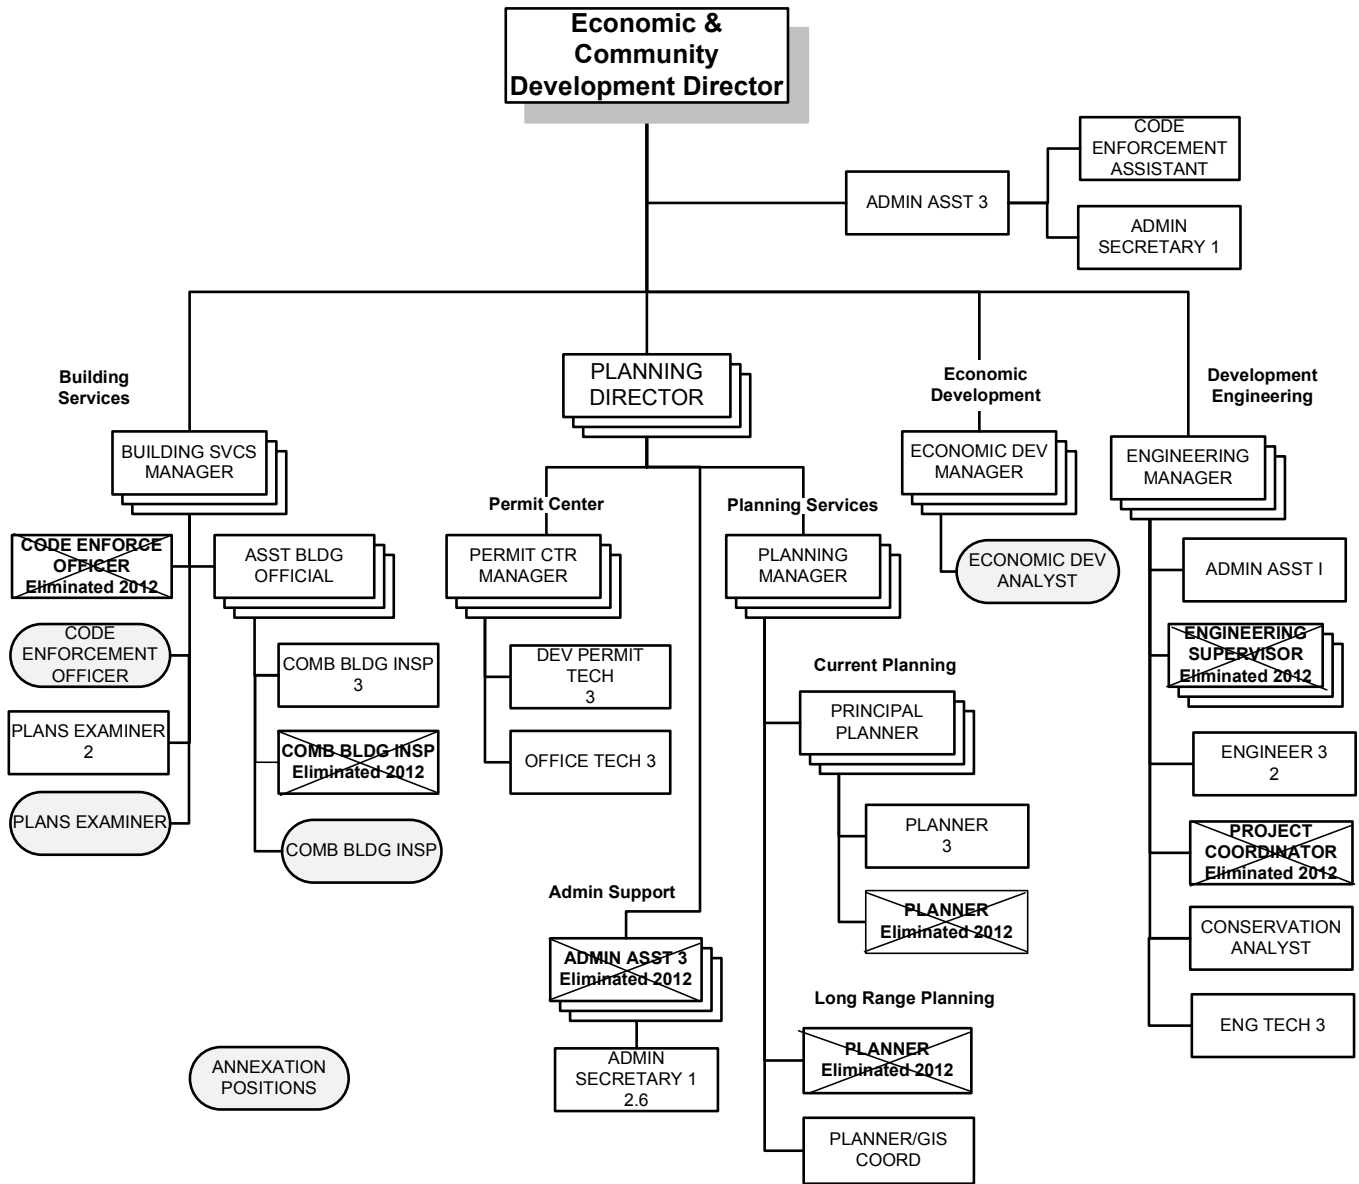 Economic &
Community
Development Director
CODE
ENFORCEMENT
ASSISTANT
ADMIN ASST 3
ADMIN
SECRETARY 1
Building
Services
PLANNING
DIRECTOR
Economic
Development
Development
Engineering
BUILDING SVCS
MANAGER
ECONOMIC DEV
MANAGER
ENGINEERING
MANAGER
Permit Center
Planning Services
CODE ENFORCE
OFFICER
Eliminated 2012
ASST BLDG
OFFICIAL
PERMIT CTR
MANAGER
PLANNING
MANAGER
ECONOMIC DEV
ANALYST
ADMIN ASST I
CODE
ENFORCEMENT
OFFICER
COMB BLDG INSP
3
DEV PERMIT
TECH
3
Current Planning
ENGINEERING
SUPERVISOR
Eliminated 2012
PRINCIPAL
PLANNER
PLANS EXAMINER
2
COMB BLDG INSP
Eliminated 2012
OFFICE TECH 3
ENGINEER 3
2
PLANS EXAMINER
COMB BLDG INSP
PLANNER
3
PROJECT
COORDINATOR
Eliminated 2012
Admin Support
PLANNER
Eliminated 2012
CONSERVATION
ANALYST
ADMIN ASST 3
Eliminated 2012
Long Range Planning
ENG TECH 3
ANNEXATION
POSITIONS
ADMIN
SECRETARY 1
2.6
PLANNER
Eliminated 2012
PLANNER/GIS
COORD